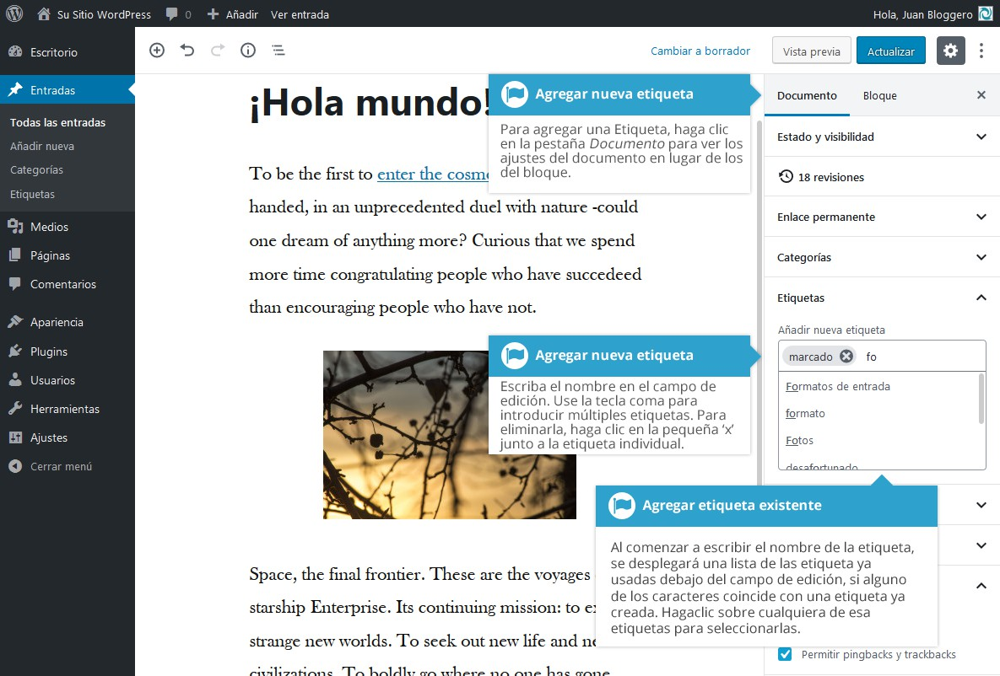 Su Sitio WordPress
0
Añadir
Ver entrada
Hola, Juan Bloggero
Escritorio
Entradas
Todas las entradas
Añadir nueva
Categorías
Etiquetas
Medios
Páginas
Comentarios
Apariencia
Plugins
Usuarios
Herramientas
Ajustes
Cerrar menú
Cambiar a borrador
Vista previa
Actualizar
¡Hola mundo!
To be the first to enter the cosmo
handed, in an unprecedented duel with nature -could
one dream of anything more? Curious that we spend
more time congratulating people who have succedeed
than encouraging people who have not.
Space, the final frontier. These are the voyages
starship Enterprise. Its continuing mission: to ex
strange new worlds. To seek out new life and ne
civilizations. To boldly go where no one has gone
Agregar nueva etiqueta
Para agregar una Etiqueta, haga clic
en la pestaña Documento para ver los
ajustes del documento en lugar de los
del bloque.
Agregar nueva etiqueta
Escriba el nombre en el campo de
edición. Use la tecla coma para
introducir múltiples etiquetas. Para
eliminarla, haga clic en la pequeña ‘x’
junto a la etiqueta individual.
Agregar etiqueta existente
Al comenzar a escribir el nombre de la etiqueta,
se desplegará una lista de las etiqueta ya
usadas debajo del campo de edición, si alguno
de los caracteres coincide con una etiqueta ya
creada. Hagaclic sobre cualquiera de esa
etiquetas para seleccionarlas.
Documento
Bloque
Estado y visibilidad
18 revisiones
Enlace permanente
Categorías
Etiquetas
Añadir nueva etiqueta
marcado
fo
Formatos de entrada
formato
Fotos
desafortunado
Permitir pingbacks y trackbacks